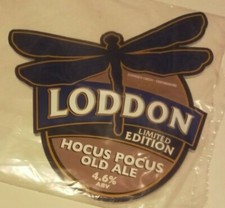 LODDON
LIMITED
EDITION
HOCUS POCUS
OLD ALE
4.6%
ABV